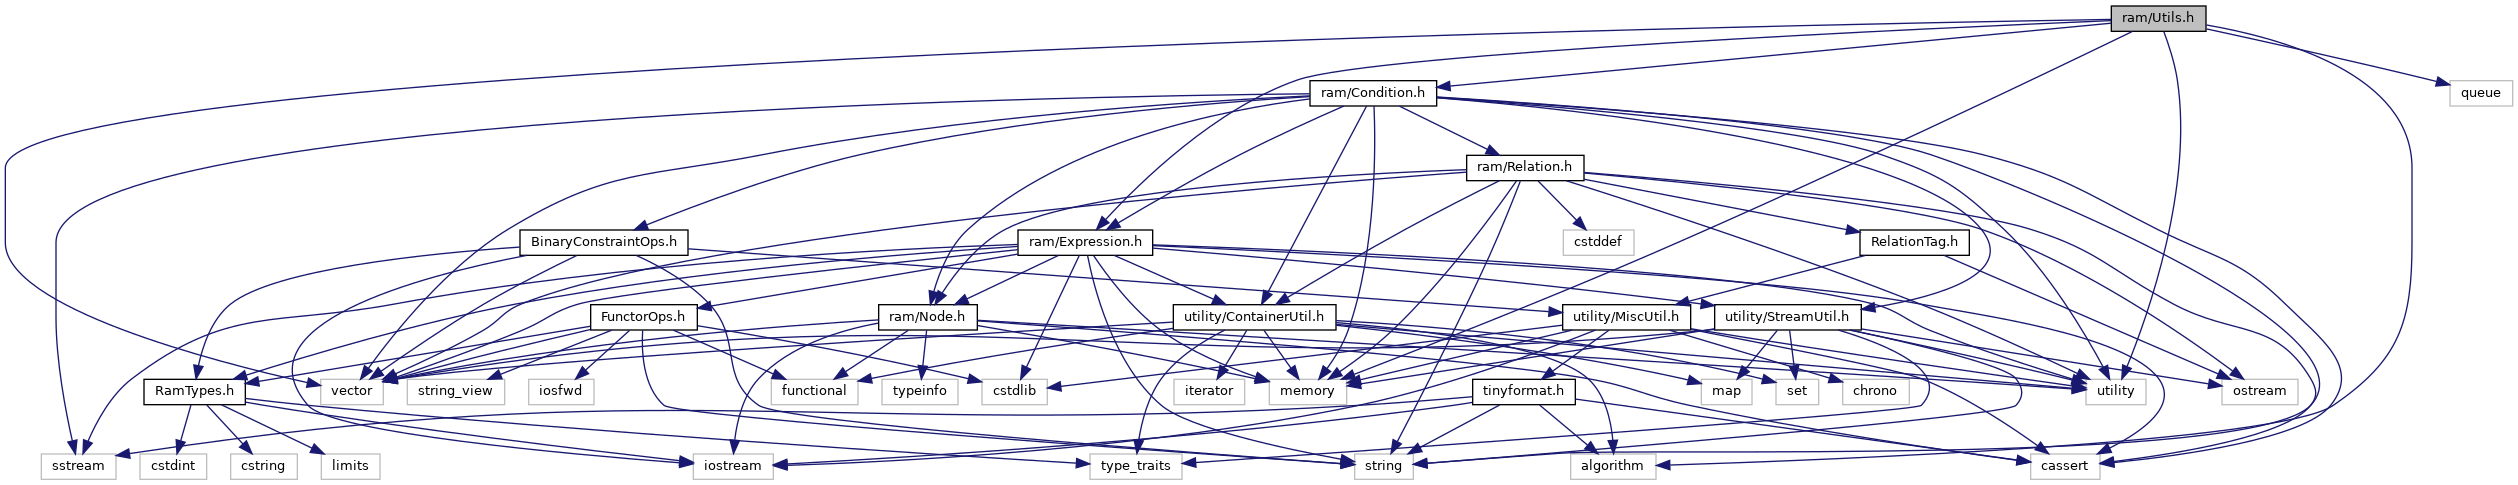 ram/Utils.h
ram/Condition.h
queue
ram/Relation.h
BinaryConstraintOps.h
ram/Expression.h
cstddef
RelationTag.h
FunctorOps.h
ram/Node.h
utility/ContainerUtil.h
utility/MiscUtil.h
utility/StreamUtil.h
RamTypes.h
vector
string_view
iosfwd
functional
typeinfo
cstdlib
iterator
memory
tinyformat.h
map
set
chrono
utility
ostream
sstream
cstdint
cstring
limits
iostream
type_traits
string
algorithm
cassert